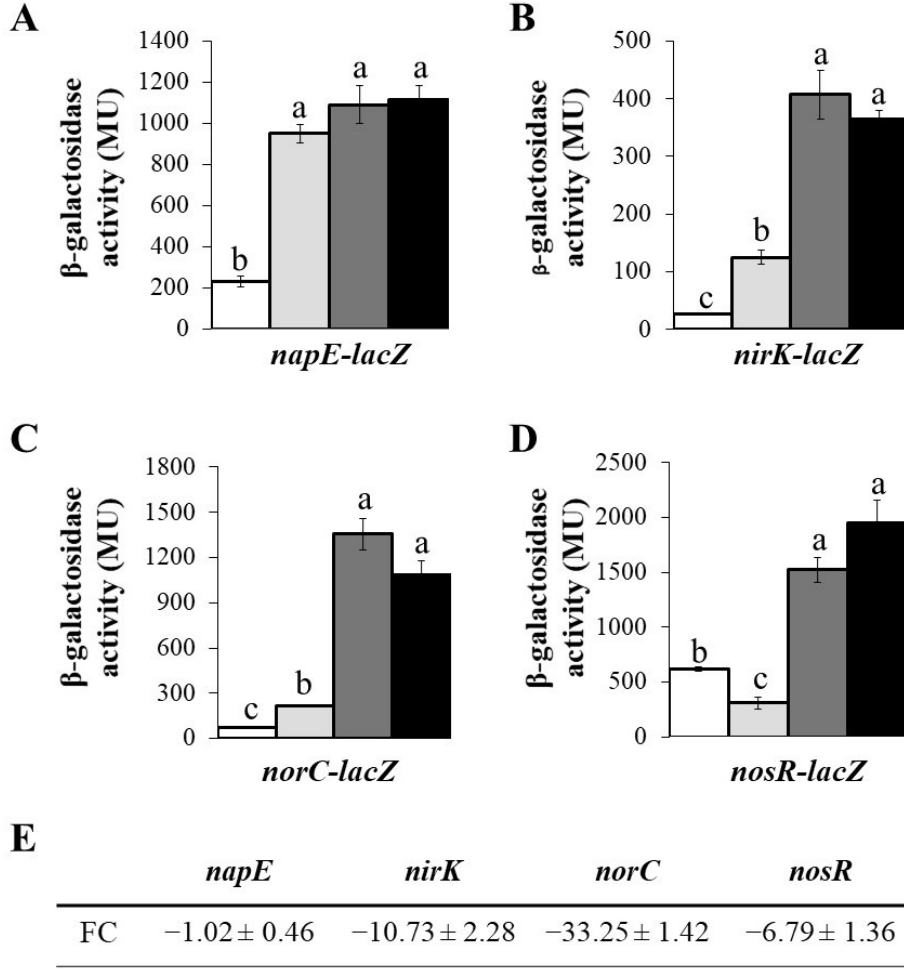 A
β-galactosidase
activity (MU)
1400
1200
1000
800
600
400
200
0
b
a
a
a
napE-lacZ
B
β-galactosidase
activity (MU)
500
400
300
200
100
0
c
b
a
a
nirK-lacZ
C
β-galactosidase
activity (MU)
1800
1500
1200
900
600
300
0
c
b
a
a
norC-lacZ
D
β-galactosidase
activity (MU)
2500
2000
1500
1000
500
0
b
c
a
a
nosR-lacZ
E
napE nirK norC nosR
FC −1.02 ± 0.46 −10.73 ± 2.28 −33.25 ± 1.42 −6.79 ± 1.36